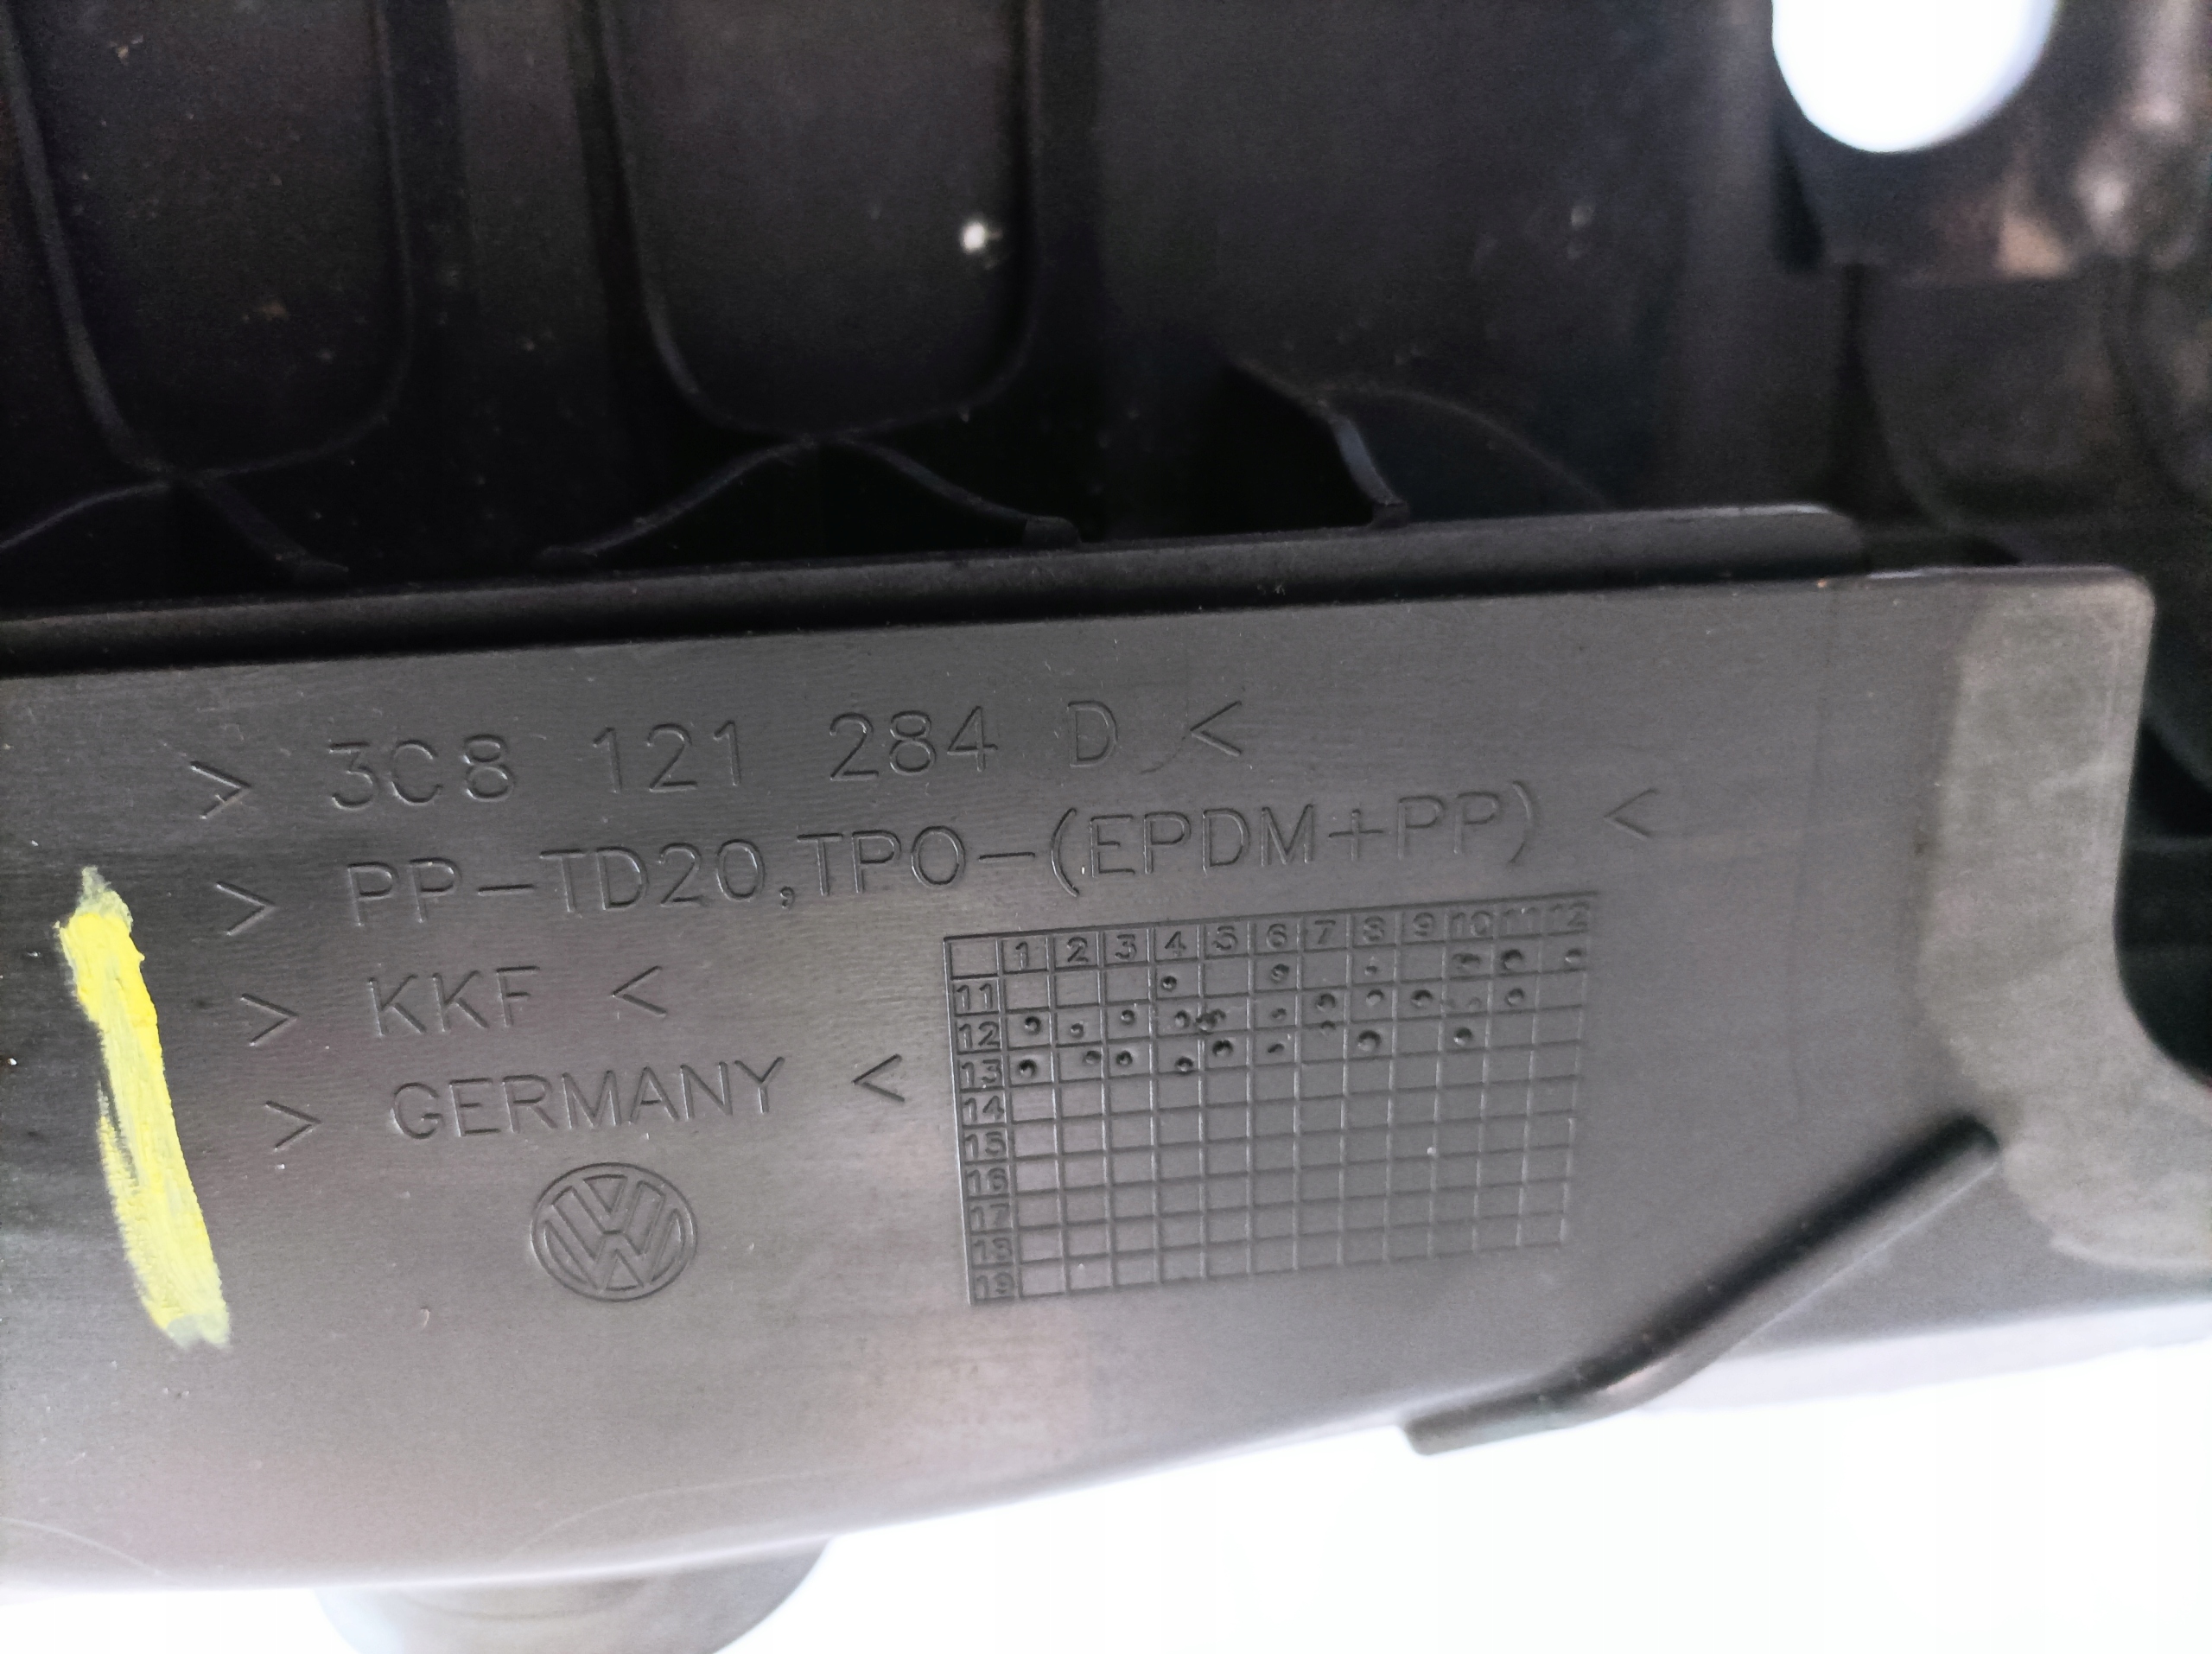 > 3C8 121 284 D <
> PP-TD20,TPO-(EPDM+PP) <
> KKF <
> GERMANY <
VW
1 2 3 4 5 6 7 8 9 10 11 12
11
12
13
14
15
16
17
18
19